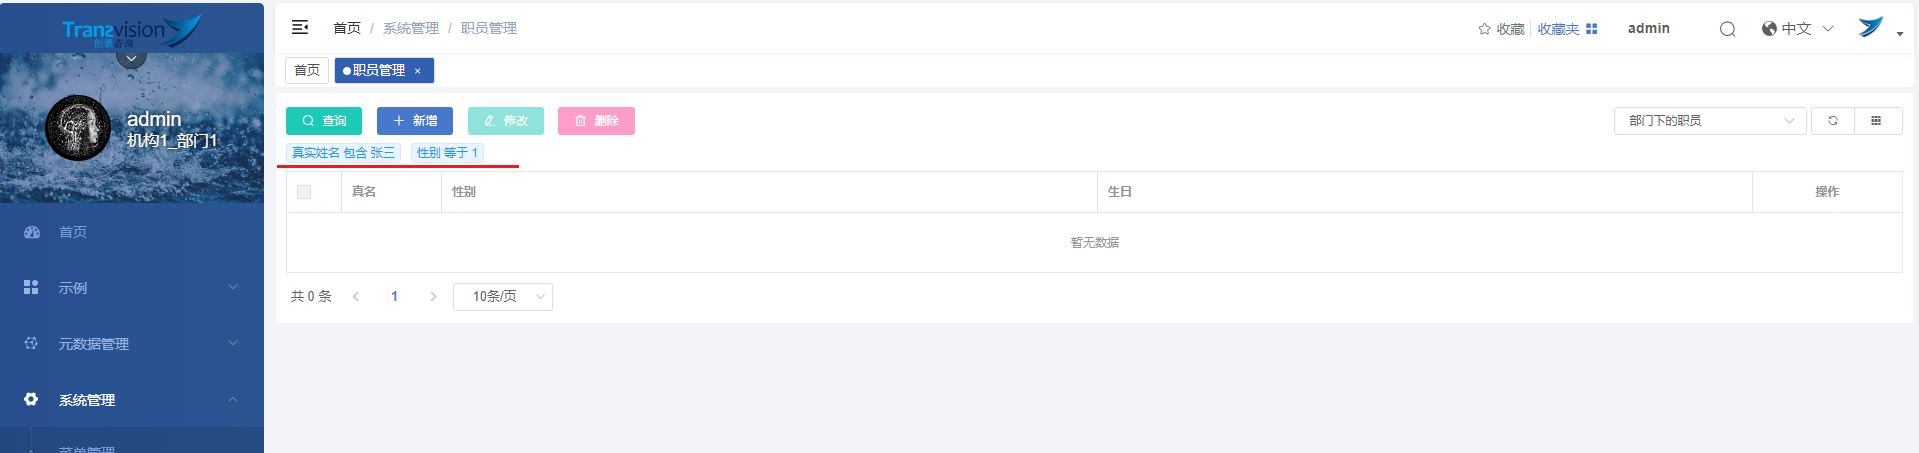 Transvision
创景咨询
admin
机构1_部门1
首页
示例
元数据管理
系统管理
菜单管理
首页 / 系统管理 / 职员管理
收藏 收藏夹 admin 中文
首页 职员管理 ×
查询 新增 修改 删除 部门下的职员
真实姓名 包含 张三 性别 等于 1
真名 性别 生日 操作
暂无数据
共 0 条 1 10条/页